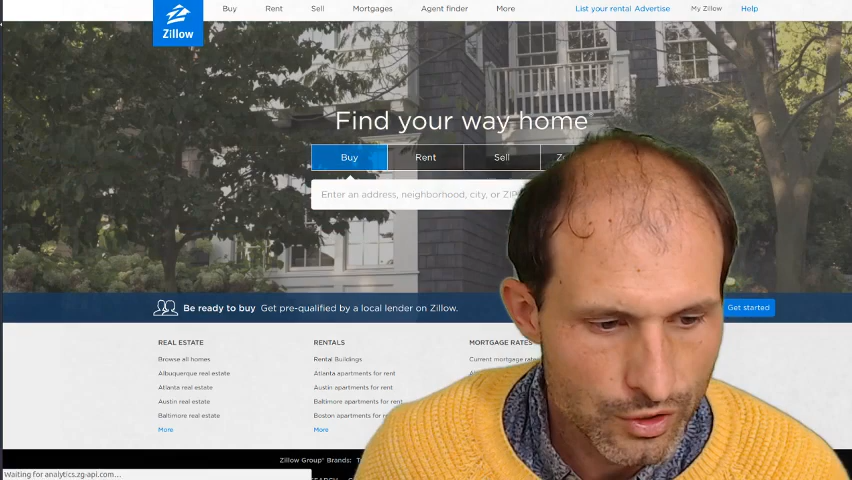 Buy Rent Sell Mortgages Agent finder More List your rental Advertise My Zillow Help
Zillow
Find your way home
Buy Rent Sell
Enter an address, neighborhood, city, or ZIP
Be ready to buy Get pre-qualified by a local lender on Zillow. Get started
REAL ESTATE RENTALS MORTGAGE RATES
Browse all homes Rental Buildings Current mortgage rates
Albuquerque real estate Atlanta apartments for rent
Atlanta real estate Austin apartments for rent
Austin real estate Baltimore apartments for rent
Baltimore real estate Boston apartments for
More More
Zillow Group® Brands:
Waiting for analytics.zg-api.com...